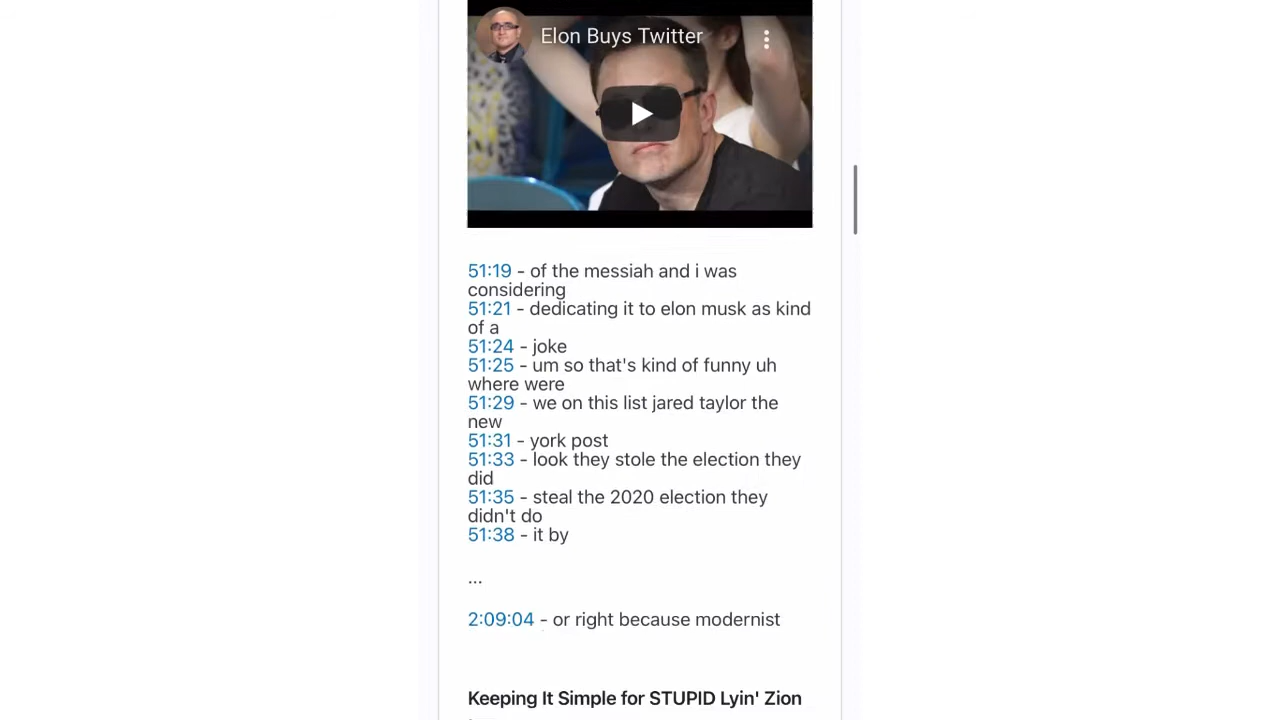 Elon Buys Twitter
51:19 - of the messiah and i was
considering
51:21 - dedicating it to elon musk as kind
of a
51:24 - joke
51:25 - um so that's kind of funny uh
where were
51:29 - we on this list jared taylor the
new
51:31 - york post
51:33 - look they stole the election they
did
51:35 - steal the 2020 election they
didn't do
51:38 - it by
...
2:09:04 - or right because modernist
Keeping It Simple for STUPID Lyin' Zion